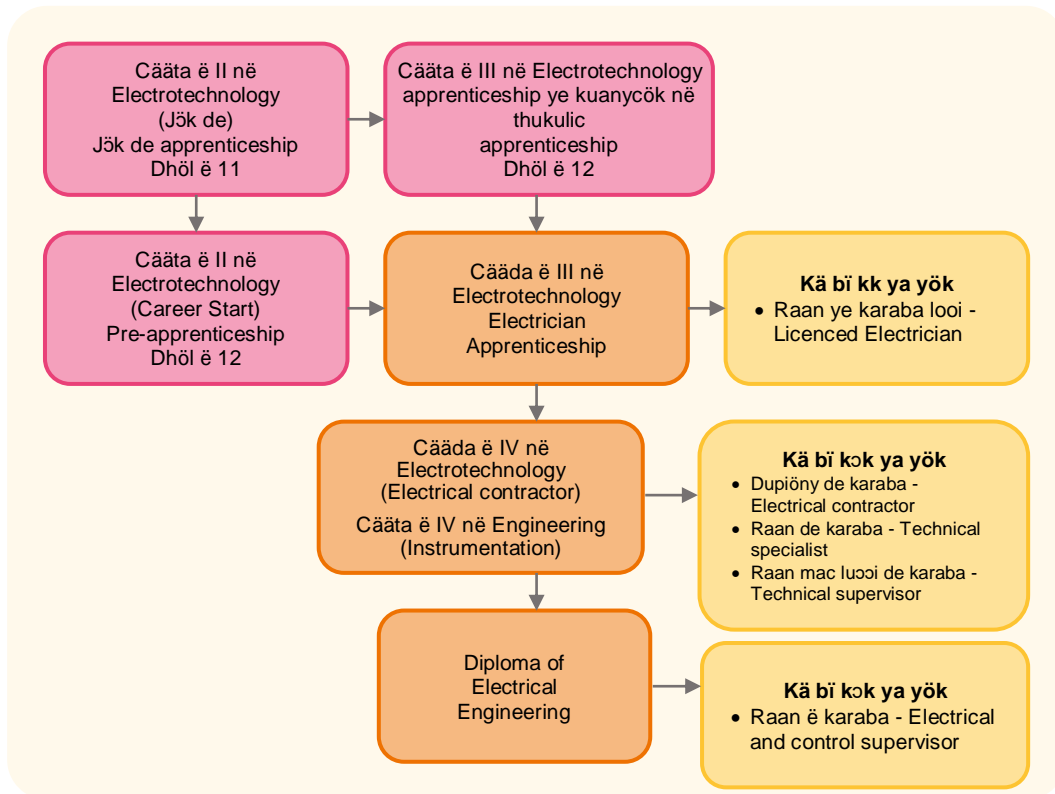 Cääta ë II në
Electrotechnology
(Jök de)
Jök de apprenticeship
Dhöl ë 11
Cääta ë III në Electrotechnology
apprenticeship ye kuanycök në
thukulic
apprenticeship
Dhöl ë 12
Cääta ë II në
Electrotechnology
(Career Start)
Pre-apprenticeship
Dhöl ë 12
Cääda ë III në
Electrotechnology
Electrician
Apprenticeship
Kä bï kk ya yök
• Raan ye karaba looi -
Licenced Electrician
Cääda ë IV në
Electrotechnology
(Electrical contractor)
Cääta ë IV në Engineering
(Instrumentation)
Kä bï kɔk ya yök
• Dupiöny de karaba -
Electrical contractor
• Raan de karaba - Technical
specialist
• Raan mac luɔɔi de karaba -
Technical supervisor
Diploma of
Electrical
Engineering
Kä bï kɔk ya yök
• Raan ë karaba - Electrical
and control supervisor